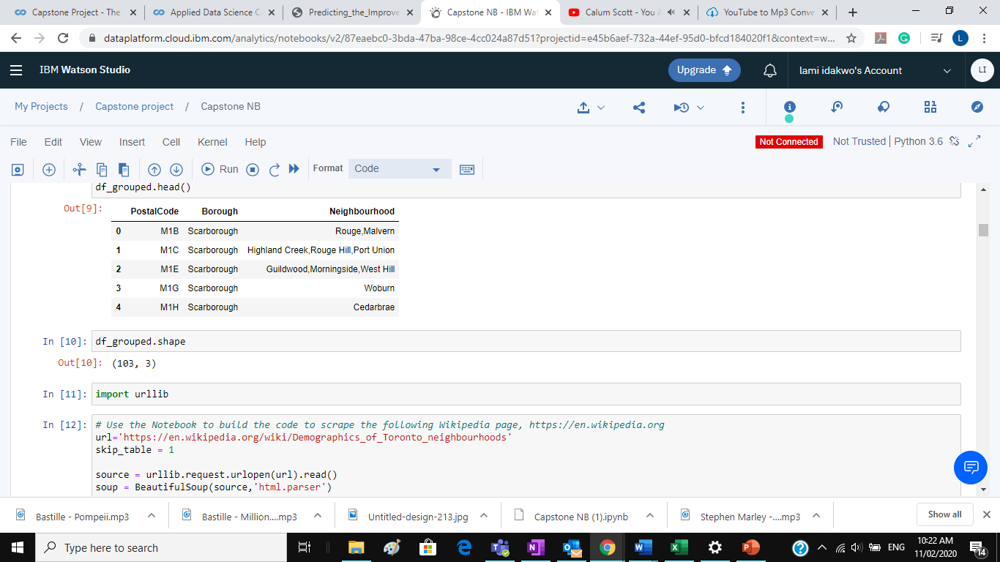 Capstone Project - The
Applied Data Science C
Predicting_the_Improve
Capstone NB - IBM Wat
Calum Scott - You A
YouTube to Mp3 Conve
dataplatform.cloud.ibm.com/analytics/notebooks/v2/87eaebc0-3bda-47ba-98ce-4cc024a87d51?projectid=e45b6aef-732a-44ef-95d0-bfcd184020f1&context=w...
L
IBM Watson Studio
Upgrade
lami idakwo's Account
LI
My Projects / Capstone project / Capstone NB
File Edit View Insert Cell Kernel Help
Not Connected
Not Trusted | Python 3.6
Run
Format
Code
df_grouped.head()
Out[9]:
PostalCode Borough Neighbourhood
0 M1B Scarborough Rouge,Malvern
1 M1C Scarborough Highland Creek,Rouge Hill,Port Union
2 M1E Scarborough Guildwood,Morningside,West Hill
3 M1G Scarborough Woburn
4 M1H Scarborough Cedarbrae
In [10]: df_grouped.shape
Out[10]: (103, 3)
In [11]: import urllib
In [12]: # Use the Notebook to build the code to scrape the following Wikipedia page, https://en.wikipedia.org
url='https://en.wikipedia.org/wiki/Demographics_of_Toronto_neighbourhoods'
skip_table = 1
source = urllib.request.urlopen(url).read()
soup = BeautifulSoup(source,'html.parser')
Bastille - Pompeii.mp3
Bastille - Million....mp3
Untitled-design-213.jpg
Capstone NB (1).ipynb
Stephen Marley -....mp3
Show all
Type here to search
ENG
10:22 AM
11/02/2020
14